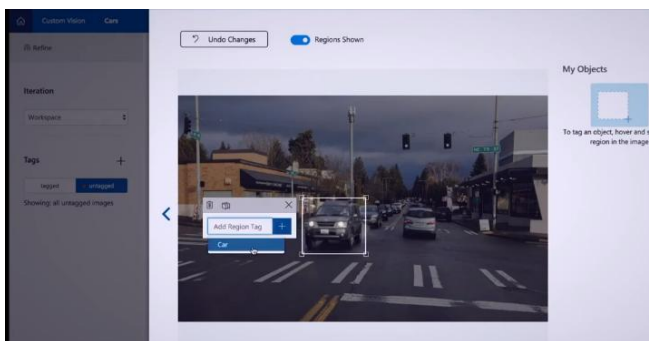 Custom Vision Cars
Undo Changes
Regions Shown
Refine
My Objects
Iteration
Workspace
To tag an object, hover and s
region in the image
Tags
tagged
untagged
Showing: all untagged images
Add Region Tag
Car